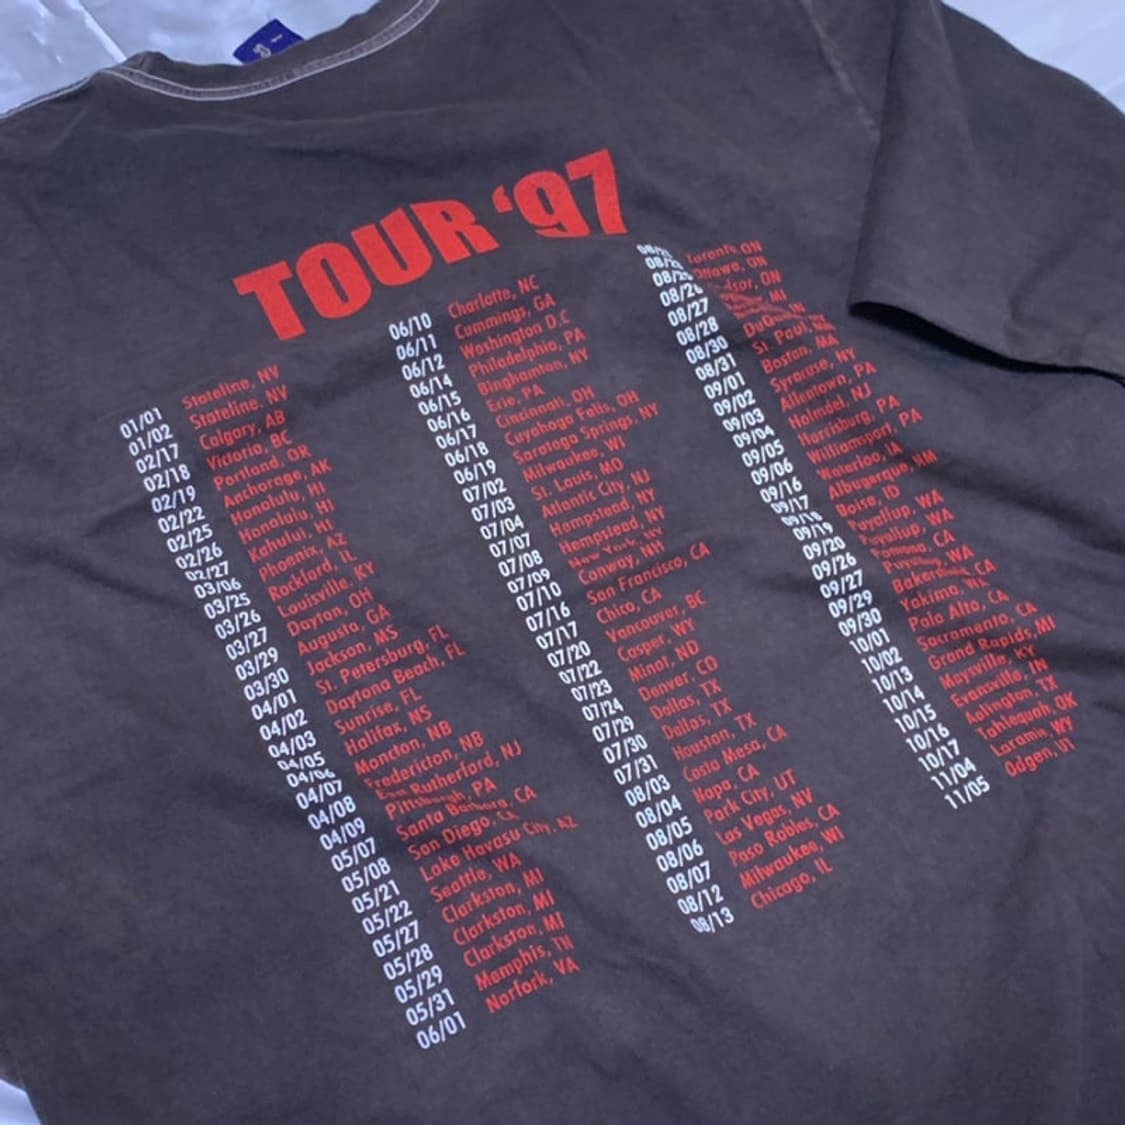 TOUR '97
01/01 Stateline, NV
01/02 Stateline, NV
02/17 Calgary, AB
02/18 Victoria, BC
02/19 Portland, OR
02/22 Anchorage, AK
02/25 Honolulu, HI
02/26 Honolulu, HI
02/27 Kahului, HI
03/06 Phoenix, AZ
03/25 Rockford, IL
03/26 Louisville, KY
03/27 Dayton, OH
03/29 Augusta, GA
03/30 Jackson, MS
04/01 St. Petersburg, FL
04/02 Daytona Beach, FL
04/03 Sunrise, FL
04/05 Halifax, NS
04/06 Moncton, NB
04/07 Fredericton, NB
04/08 East Rutherford, NJ
04/09 Pittsburgh, PA
05/07 Santa Barbara, CA
05/08 San Diego, CA
05/21 Lake Havasu City, AZ
05/22 Seattle, WA
05/27 Clarkston, MI
05/28 Clarkston, MI
05/29 Clarkston, MI
05/31 Memphis, TN
06/01 Norfork, VA
06/10 Charlotte, NC
06/11 Cummings, GA
06/12 Washington D.C
06/14 Philadelphia, PA
06/15 Binghamton, NY
06/16 Erie, PA
06/17 Cincinnati, OH
06/18 Cuyahoga Falls, OH
06/19 Saratoga Springs, NY
07/02 Milwaukee, WI
07/03 St. Louis, MO
07/04 Atlantic City, NJ
07/07 Hempstead, NY
07/08 Hempstead, NY
07/09 New York, NY
07/10 Conway, NH
07/16 San Francisco, CA
07/17 Chico, CA
07/20 Vancouver, BC
07/22 Casper, WY
07/23 Minot, ND
07/24 Denver, CO
07/29 Dallas, TX
07/30 Dallas, TX
07/31 Houston, TX
08/03 Costa Mesa, CA
08/04 Napa, CA
08/05 Park City, UT
08/06 Las Vegas, NV
08/07 Paso Robles, CA
08/12 Milwaukee, WI
08/13 Chicago, IL
Toronto, ON
Ottawa, ON
ON
08/26 MI
08/27
08/28
08/30
08/31 St. Paul,
09/01 Boston, MA
09/02 Syracuse, NY
09/03 Allentown, PA
09/04 Holmdel, NJ
09/05 Harrisburg, PA
09/06 Williamsport, PA
09/16 Waterloo,
09/17 Albuquerque, NM
09/18 Boise, ID
09/19 Puyallup, WA
09/20 Puyallup, WA
09/26 Pomona, CA
09/27 Puyallup, WA
09/29 Bakersfield, CA
09/30 Yakima, WA
10/01 Palo Alto, CA
10/02 Sacramento, CA
10/13 Grand Rapids, MI
10/14 Maysville, KY
10/15 Evansville, IN
10/16 Arlington, TX
10/17 Tahlequah, OK
11/04 Laramie, WY
11/05 Odgen, UT